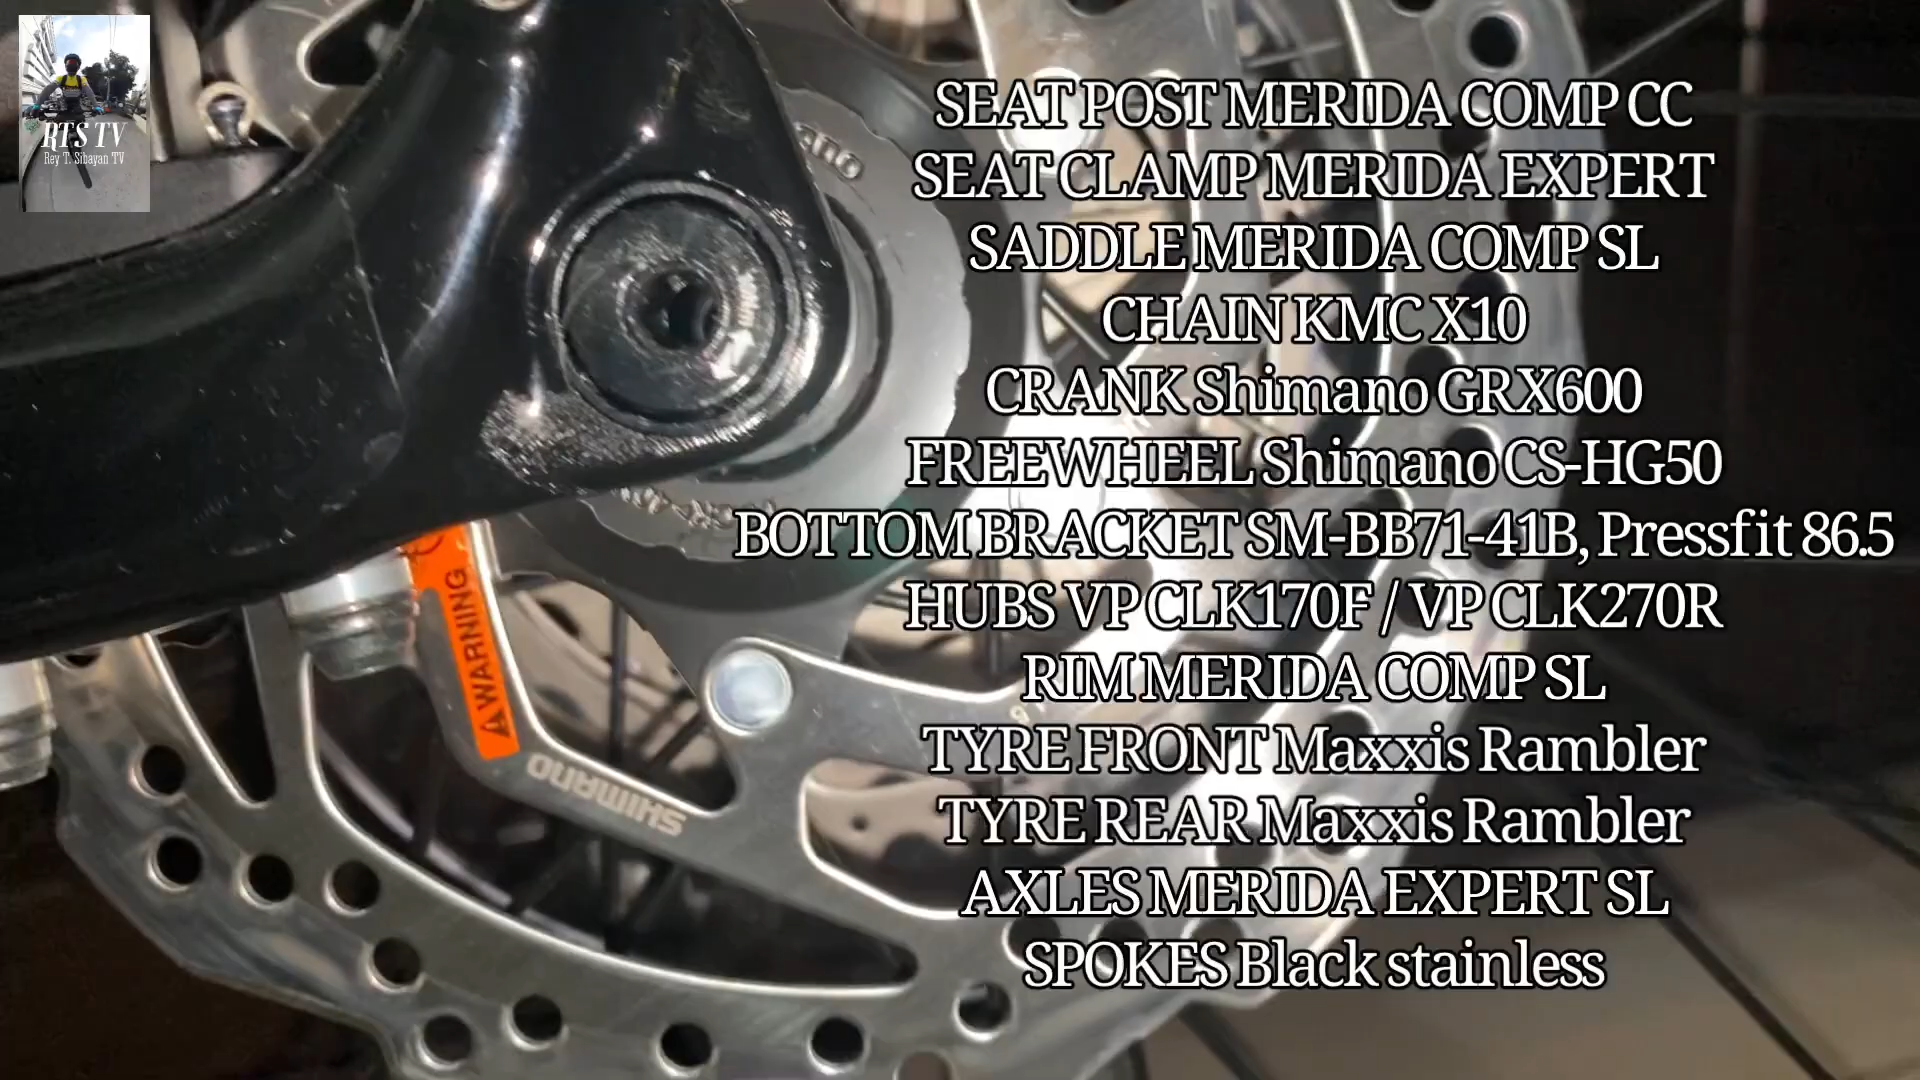 RTS TV
Rey T. Sibayan TV
SEAT POST MERIDA COMP CC
SEAT CLAMP MERIDA EXPERT
SADDLE MERIDA COMP SL
CHAIN KMC X10
CRANK Shimano GRX600
FREEWHEEL Shimano CS-HG50
BOTTOM BRACKET SM-BB71-41B, Pressfit 86.5
HUBS VP CLK170F / VP CLK270R
RIM MERIDA COMP SL
TYRE FRONT Maxxis Rambler
TYRE REAR Maxxis Rambler
AXLES MERIDA EXPERT SL
SPOKES Black stainless
WARNING
SHIMANO